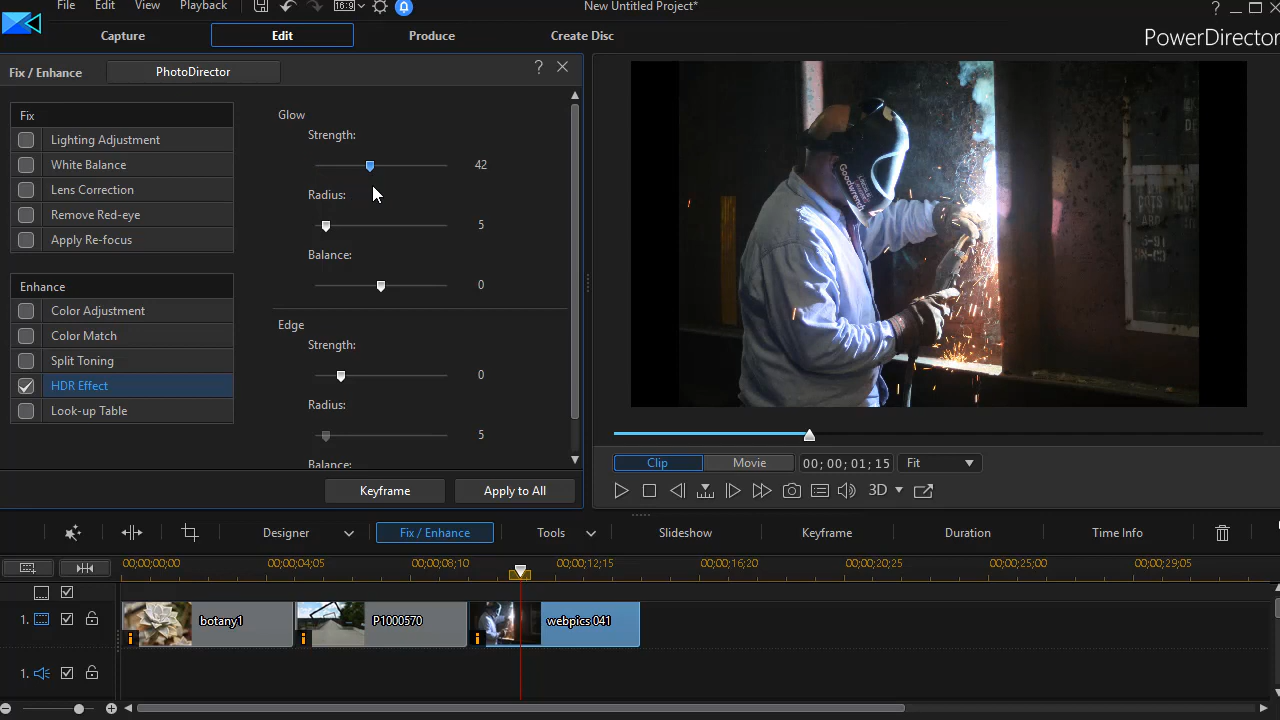 File Edit View Playback 16:9 New Untitled Project* ?
Capture Edit Produce Create Disc PowerDirector
Fix / Enhance PhotoDirector ?
Fix
Lighting Adjustment
White Balance
Lens Correction
Remove Red-eye
Apply Re-focus
Enhance
Color Adjustment
Color Match
Split Toning
HDR Effect
Look-up Table
Glow
Strength:
42
Radius:
5
Balance:
0
Edge
Strength:
0
Radius:
5
Balance:
Keyframe Apply to All
Goodwrench
Clip Movie 00; 00; 01; 15 Fit
3D
Designer Fix / Enhance Tools Slideshow Keyframe Duration Time Info
00;00;00;00 00;00;04;05 00;00;08;10 00;00;12;15 00;00;16;20 00;00;20;25 00;00;25;00 00;00;29;05
1. botany1 P1000570 webpics 041
1.